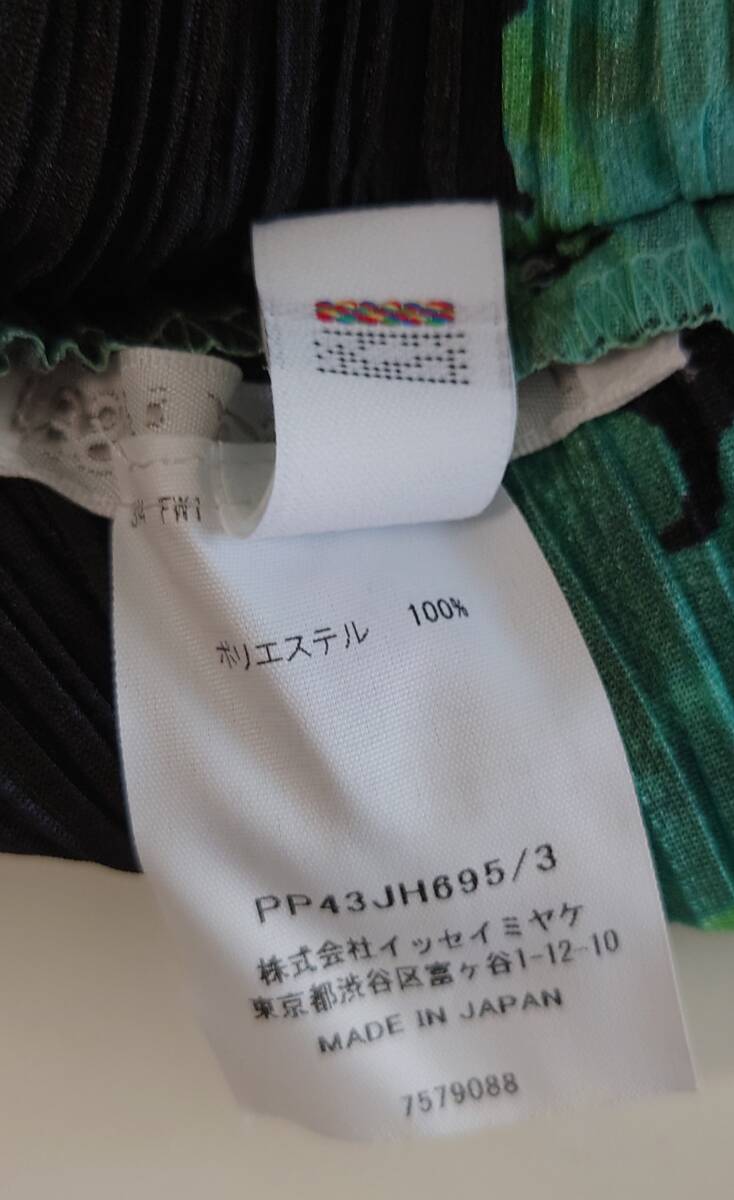 ポリエステル 100%
PP43JH695/3
株式会社イッセイミヤケ
東京都渋谷区富ヶ谷1-12-10
MADE IN JAPAN
7579088